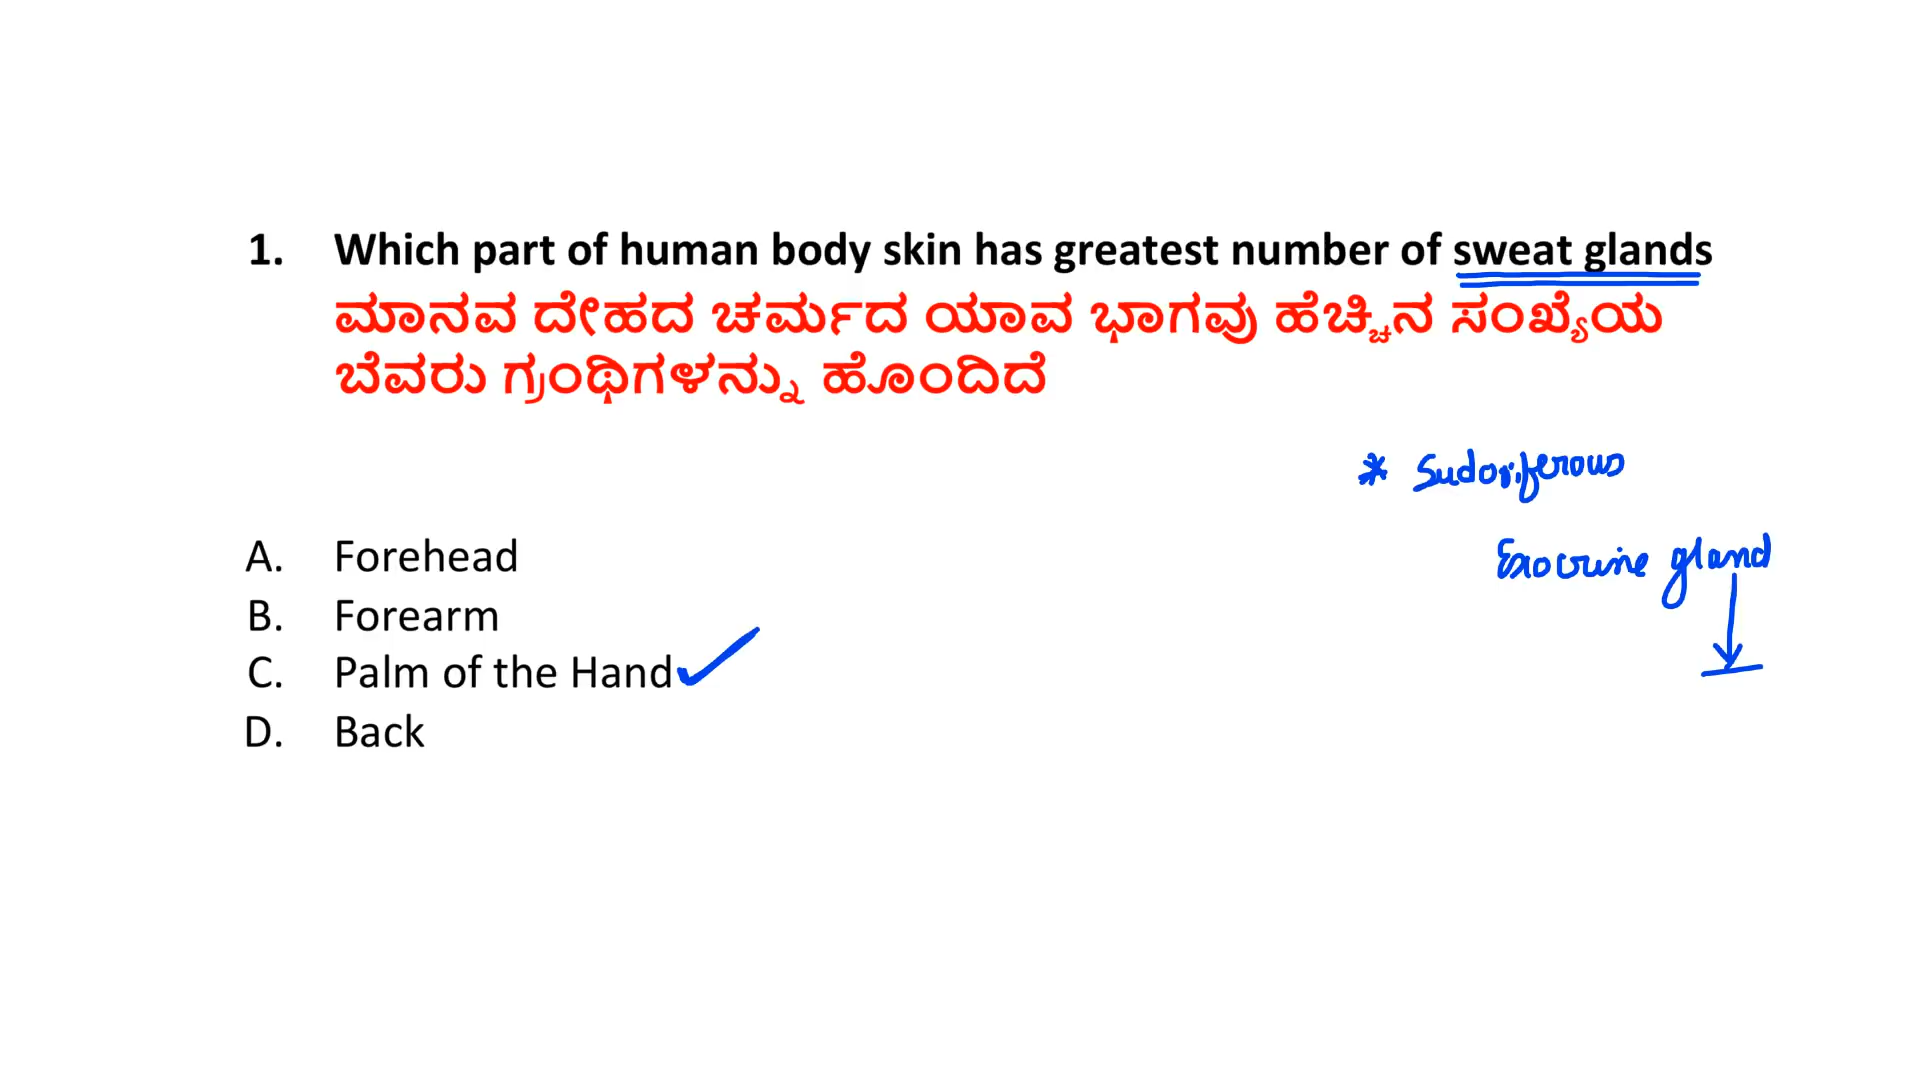 1. Which part of human body skin has greatest number of sweat glands
ಮಾನವ ದೇಹದ ಚರ್ಮದ ಯಾವ ಭಾಗವು ಹೆಚ್ಚಿನ ಸಂಖ್ಯೆಯ
ಬೆವರು ಗ್ರಂಥಿಗಳನ್ನು ಹೊಂದಿದೆ
* Sudoriferous
Exocrine gland
A. Forehead
B. Forearm
C. Palm of the Hand
D. Back